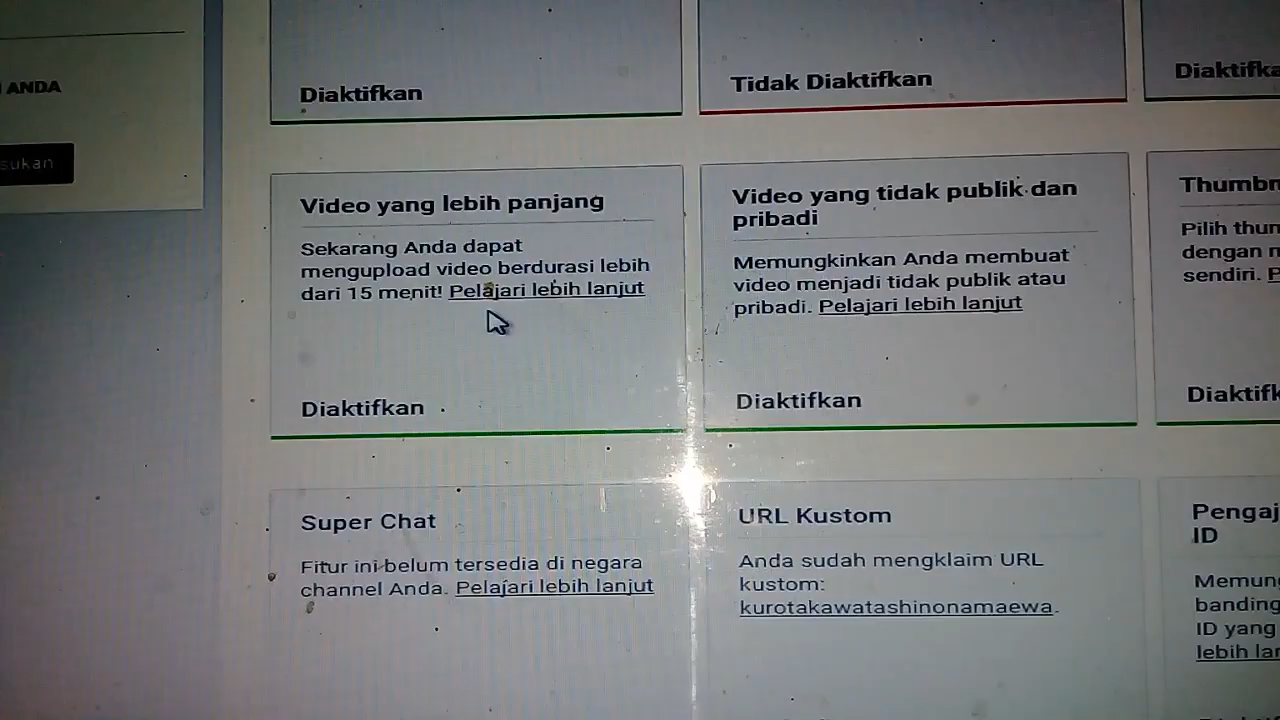 ANDA
sukan
Diaktifkan
Tidak Diaktifkan
Diaktifka
Video yang lebih panjang
Sekarang Anda dapat
mengupload video berdurasi lebih
dari 15 menit! Pelajari lebih lanjut
Diaktifkan
Video yang tidak publik dan
pribadi
Memungkinkan Anda membuat
video menjadi tidak publik atau
pribadi. Pelajari lebih lanjut
Diaktifkan
Thumbn
Pilih thum
dengan m
sendiri. P
Diaktifk
Super Chat
Fitur ini belum tersedia di negara
channel Anda. Pelajari lebih lanjut
URL Kustom
Anda sudah mengklaim URL
kustom:
kurotakawatashinonamaewa.
Pengaj
ID
Memung
banding
ID yang
lebih lan